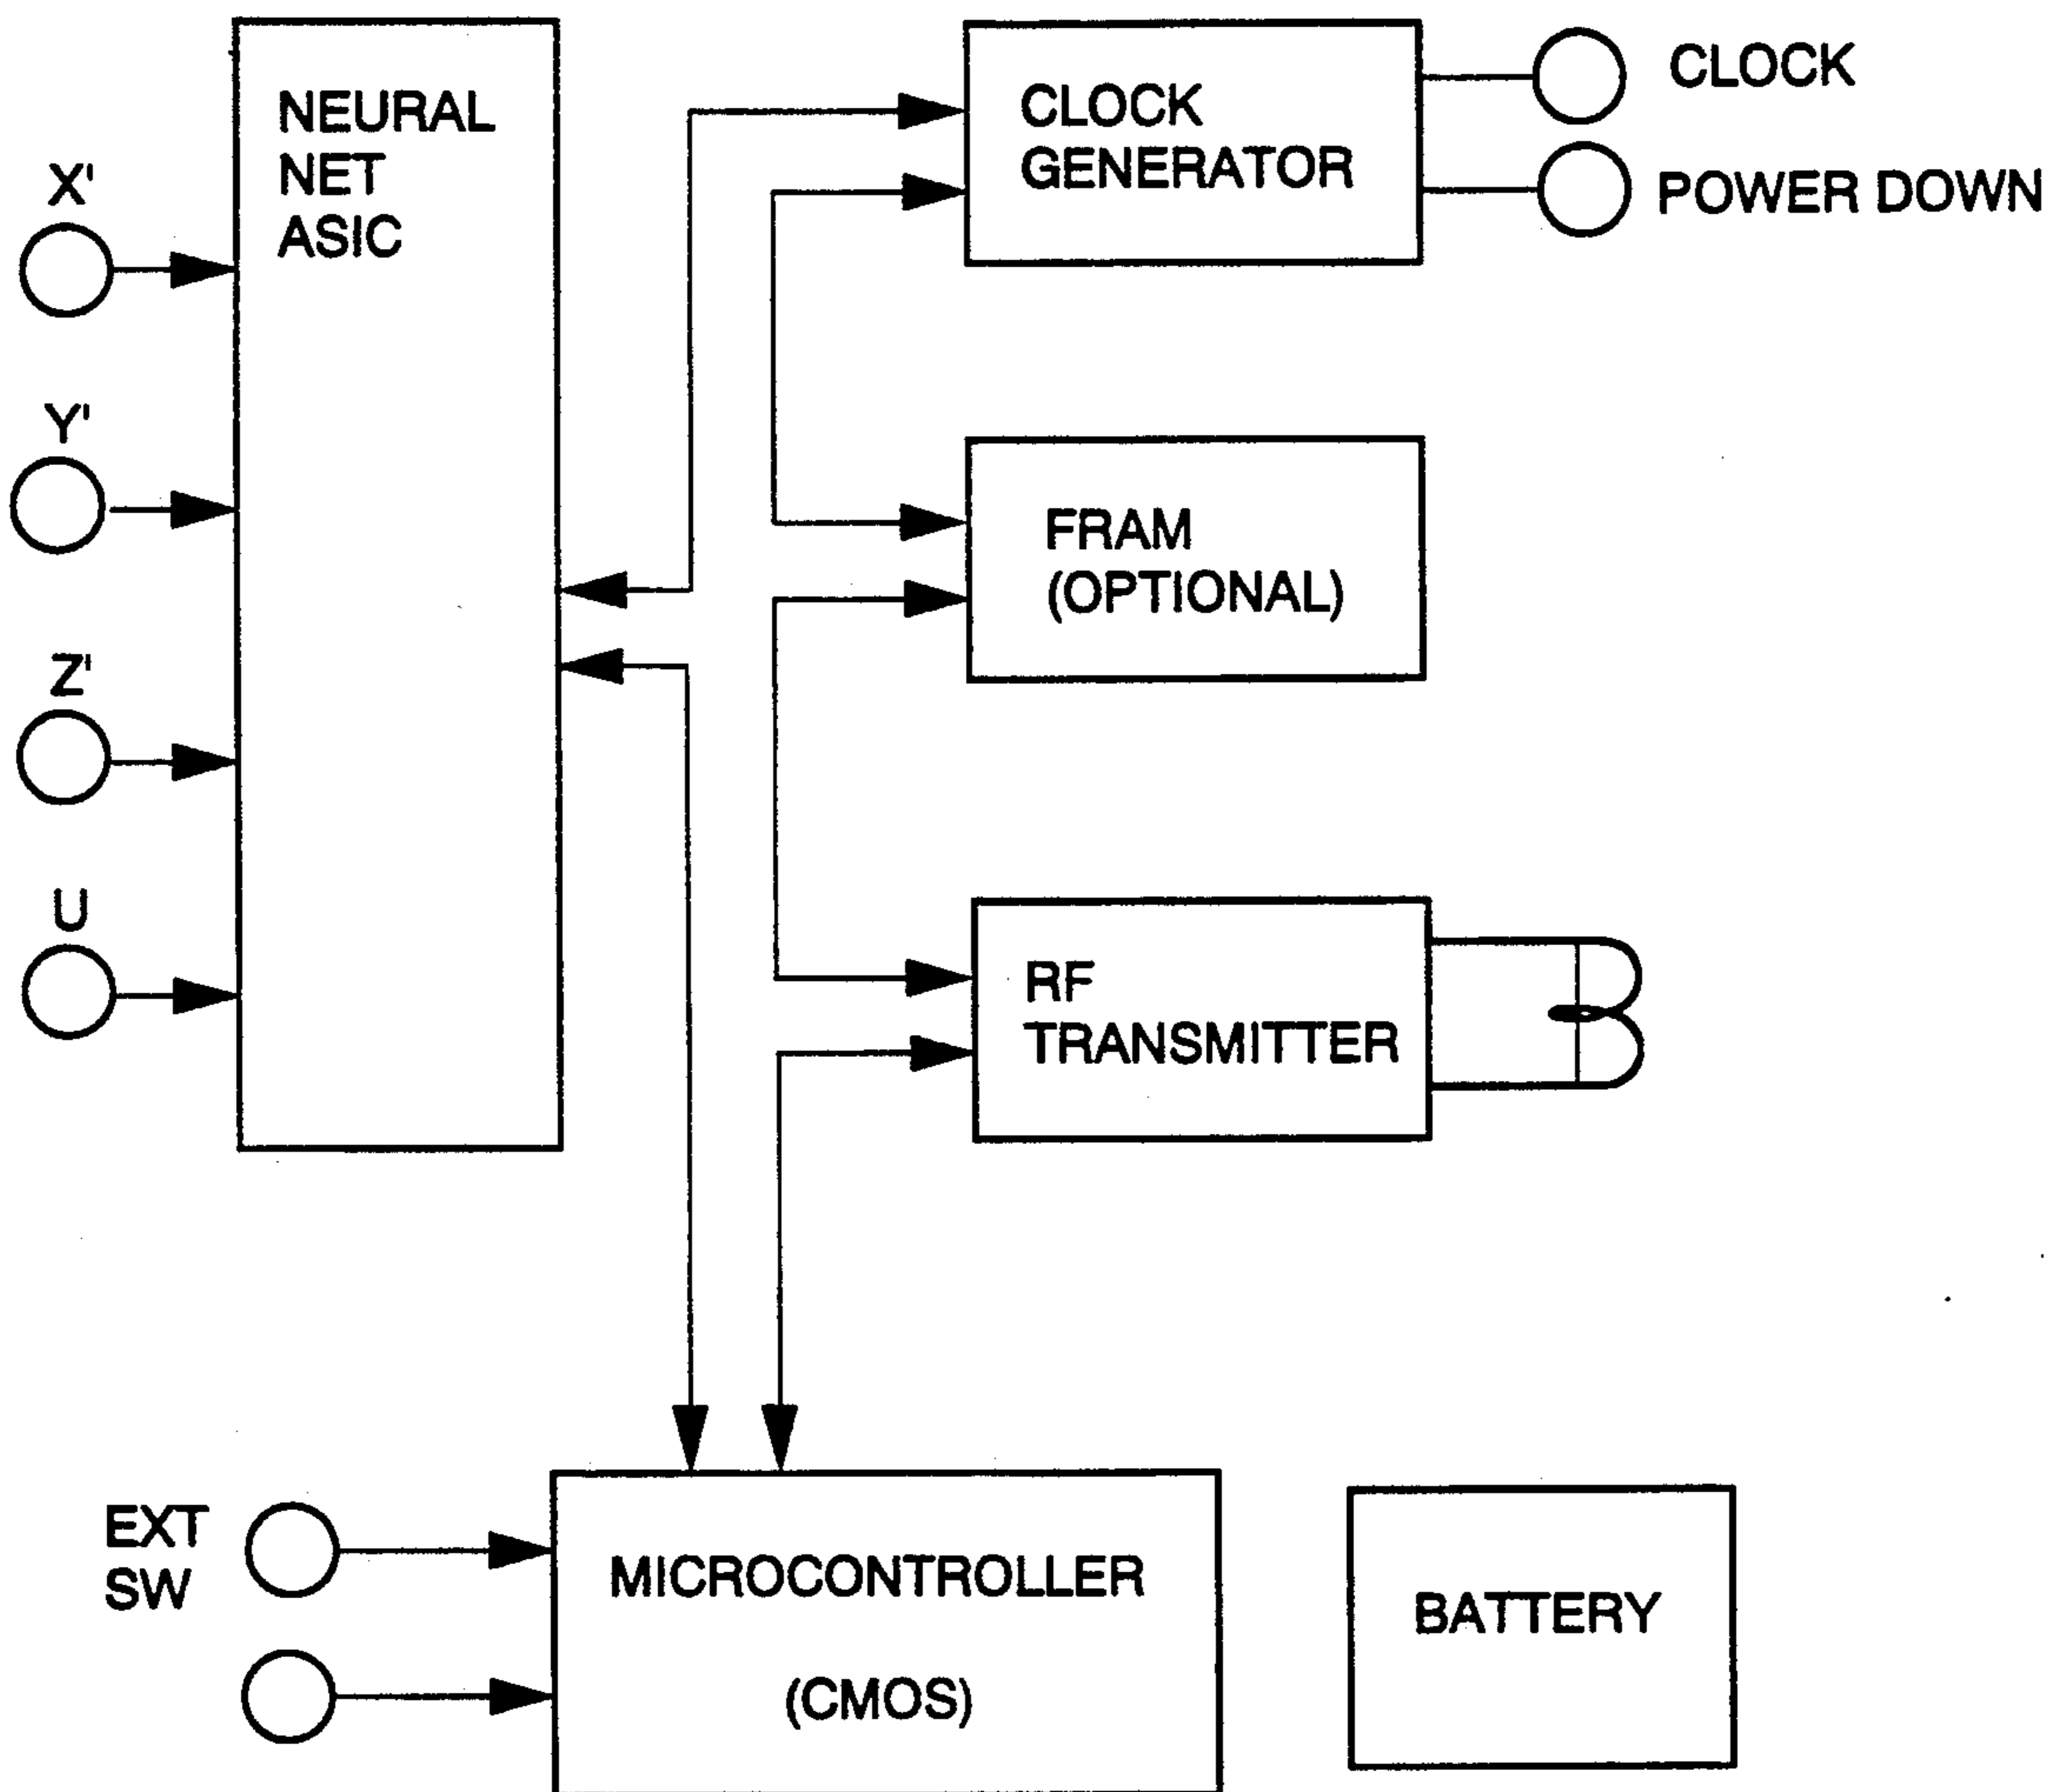 NEURAL
NET
ASIC
X'
Y'
Z'
U
CLOCK
GENERATOR
CLOCK
POWER DOWN
FRAM
(OPTIONAL)
RF
TRANSMITTER
EXT
SW
MICROCONTROLLER
(CMOS)
BATTERY